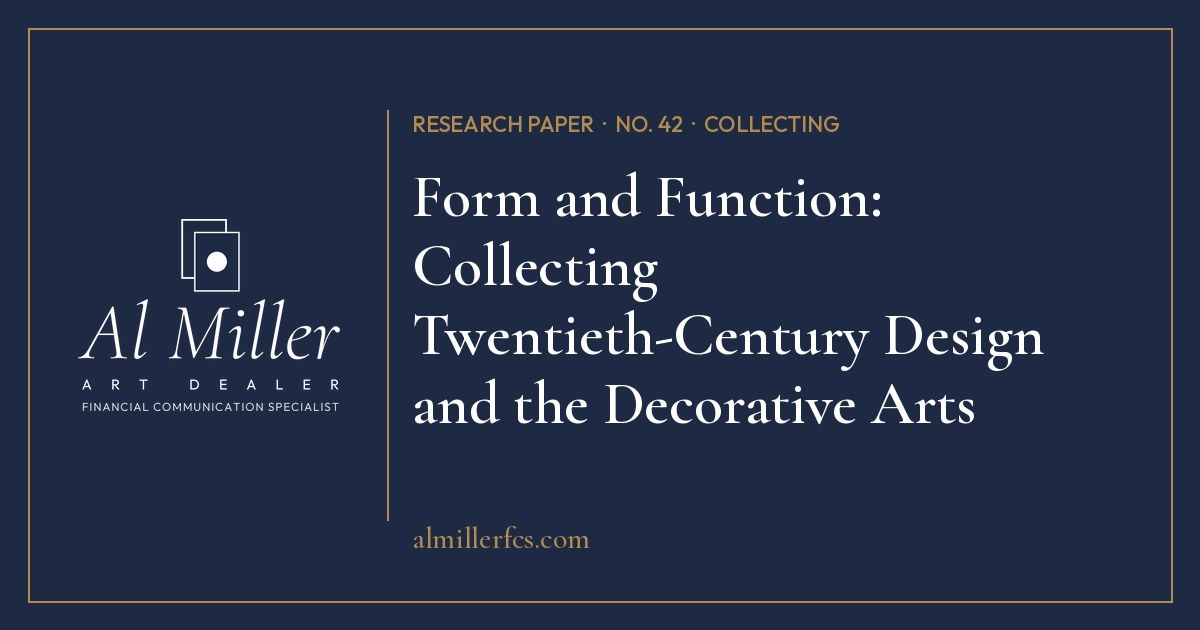 Al Miller
ART DEALER
FINANCIAL COMMUNICATION SPECIALIST
RESEARCH PAPER · NO. 42 · COLLECTING
Form and Function:
Collecting
Twentieth-Century Design
and the Decorative Arts
almillerfcs.com